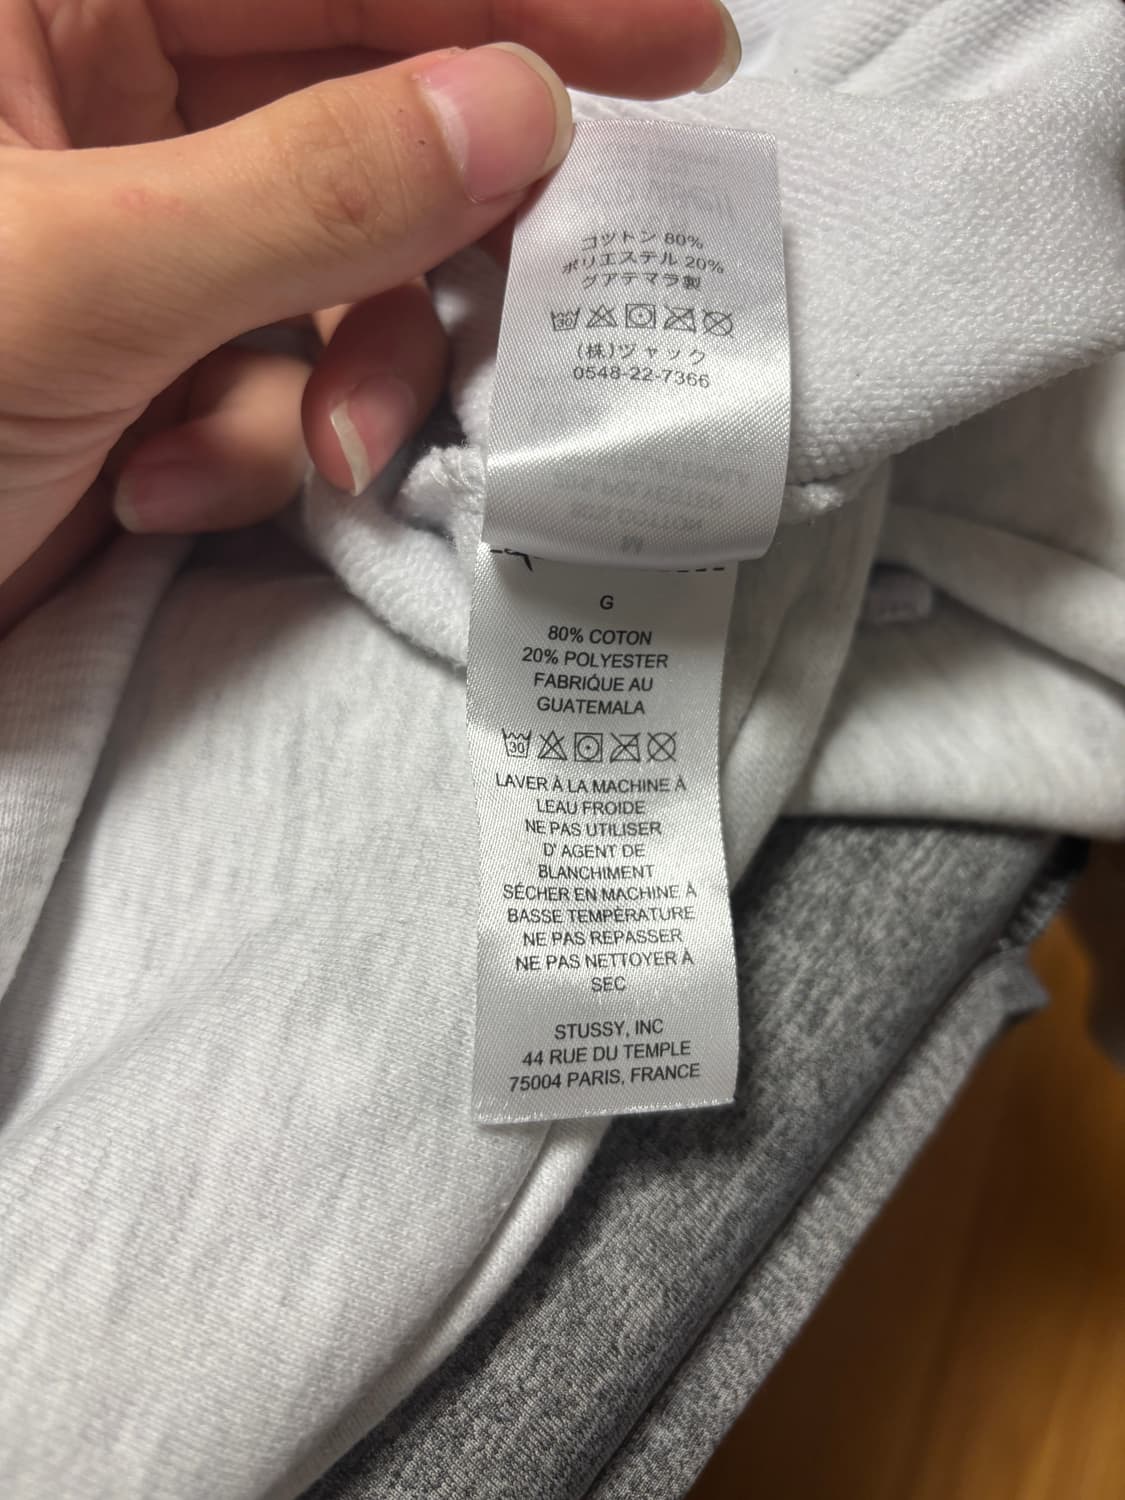 コットン 80%
ポリエステル 20%
グアテマラ製
30
(株)ジャック
0548-22-7366
G
80% COTON
20% POLYESTER
FABRIQUÉ AU
GUATEMALA
30
LAVER À LA MACHINE À
LEAU FROIDE
NE PAS UTILISER
D' AGENT DE
BLANCHIMENT
SÉCHER EN MACHINE À
BASSE TEMPÉRATURE
NE PAS REPASSER
NE PAS NETTOYER À
SEC
STUSSY, INC
44 RUE DU TEMPLE
75004 PARIS, FRANCE